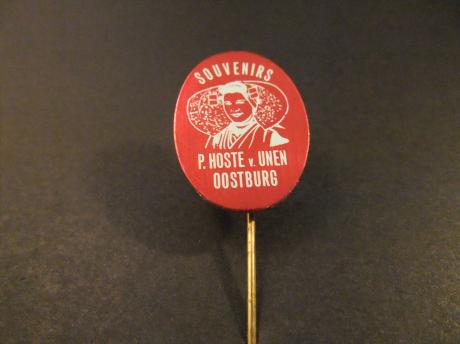 SOUVENIRS
P. HOSTE v. UNEN
OOSTBURG